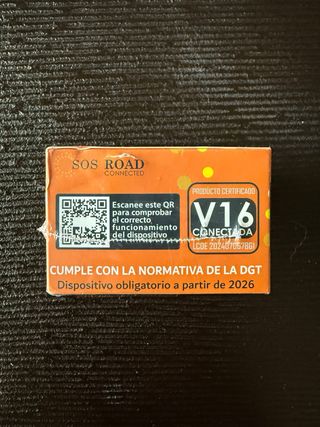 SOS ROAD
CONNECTED
Escanee este QR
para comprobar
el correcto
funcionamiento
del dispositivo
PRODUCTO CERTIFICADO
V16
CONECTADA
CUMPLE CON LA NORMATIVA DE LA DGT
Dispositivo obligatorio a partir de 2026